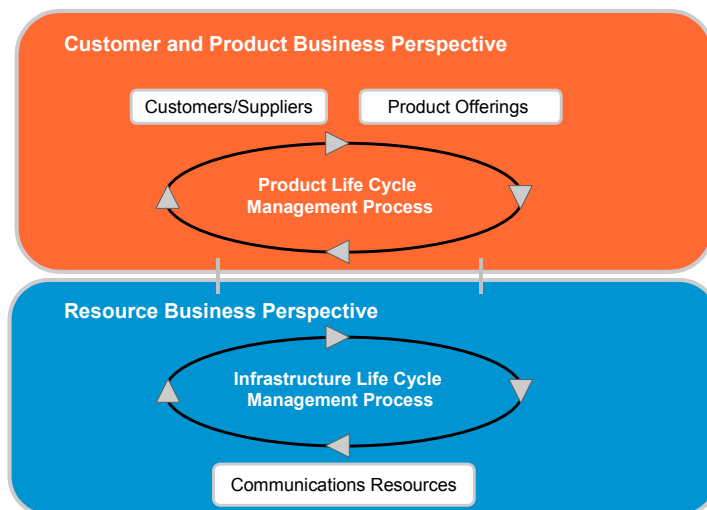 Customer and Product Business Perspective
Customers/Suppliers
Product Offerings
Product Life Cycle
Management Process
Resource Business Perspective
Infrastructure Life Cycle
Management Process
Communications Resources